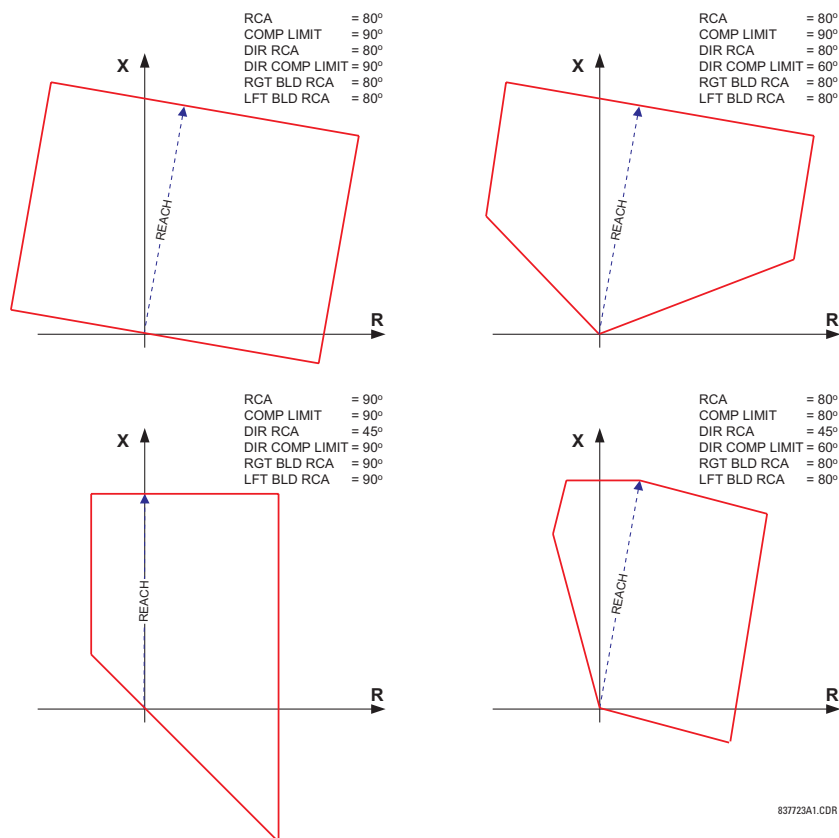 RCA = 80º
COMP LIMIT = 90º
DIR RCA = 80º
DIR COMP LIMIT = 90º
RGT BLD RCA = 80º
LFT BLD RCA = 80º
X
REACH
R
RCA = 80º
COMP LIMIT = 90º
DIR RCA = 80º
DIR COMP LIMIT = 60º
RGT BLD RCA = 80º
LFT BLD RCA = 80º
X
REACH
R
RCA = 90º
COMP LIMIT = 90º
DIR RCA = 45º
DIR COMP LIMIT = 90º
RGT BLD RCA = 90º
LFT BLD RCA = 90º
X
REACH
R
RCA = 80º
COMP LIMIT = 80º
DIR RCA = 45º
DIR COMP LIMIT = 60º
RGT BLD RCA = 80º
LFT BLD RCA = 80º
X
REACH
R
837723A1.CDR